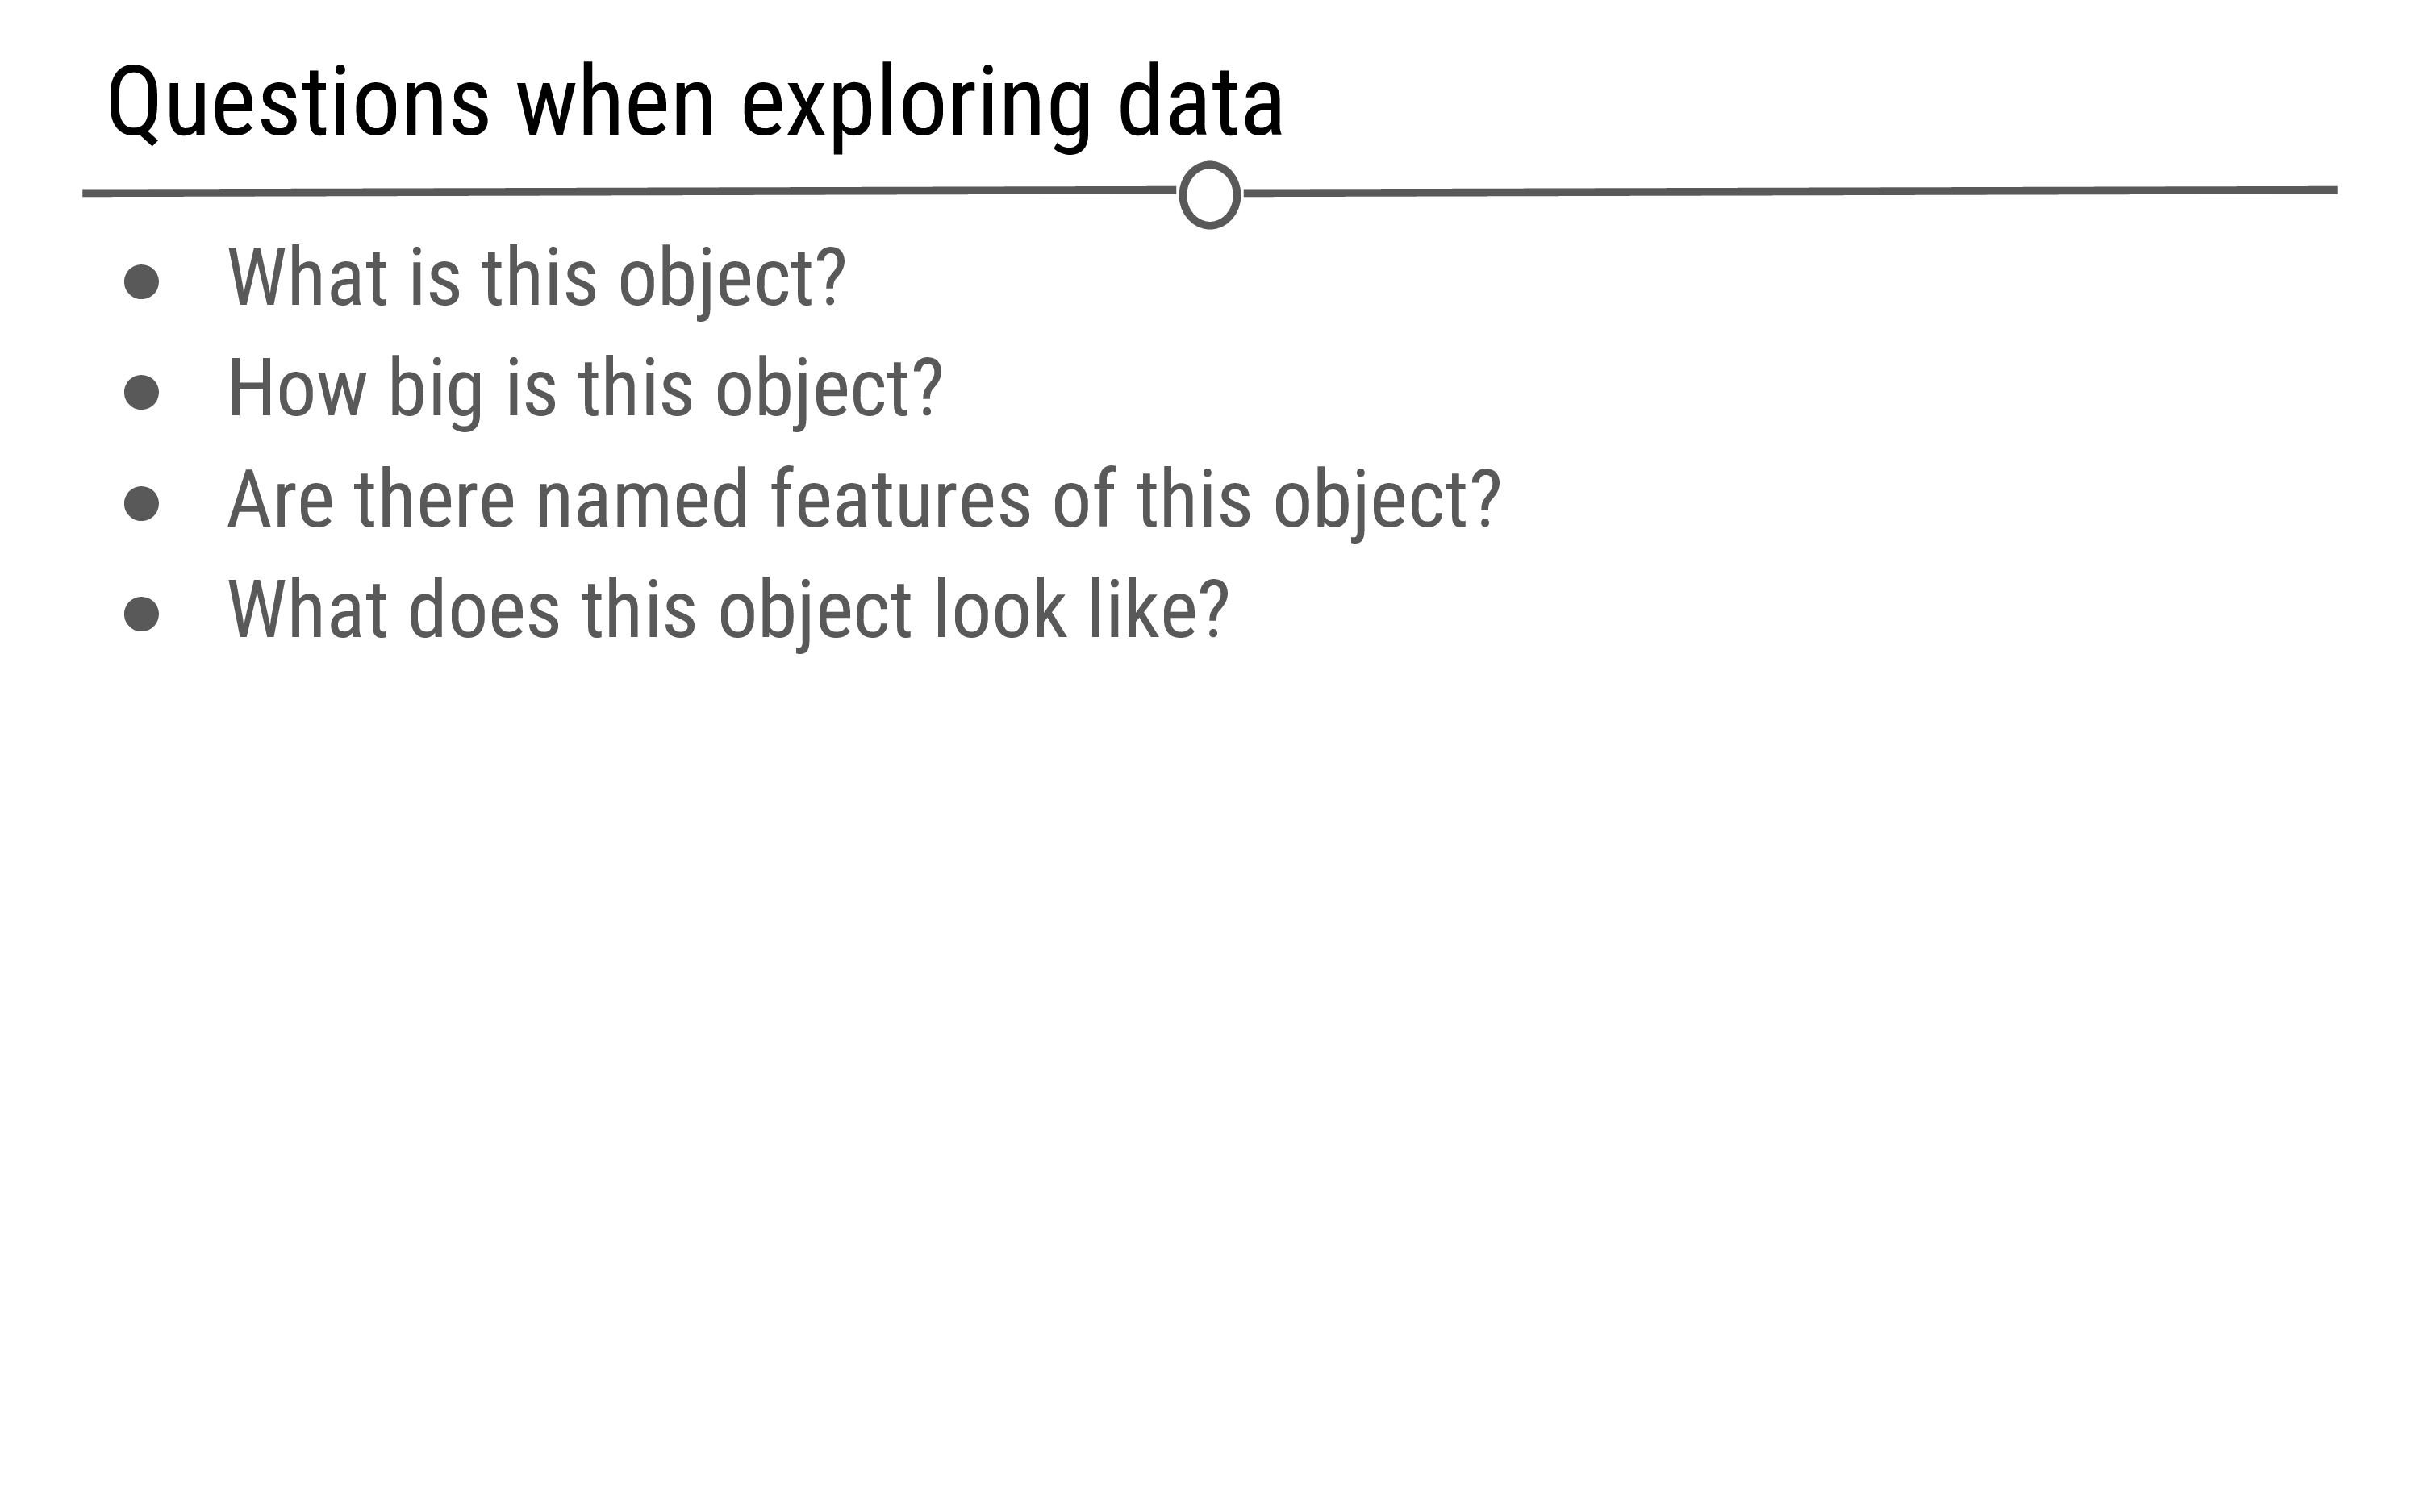 Questions when exploring data
What is this object?
How big is this object?
Are there named features of this object?
What does this object look like?